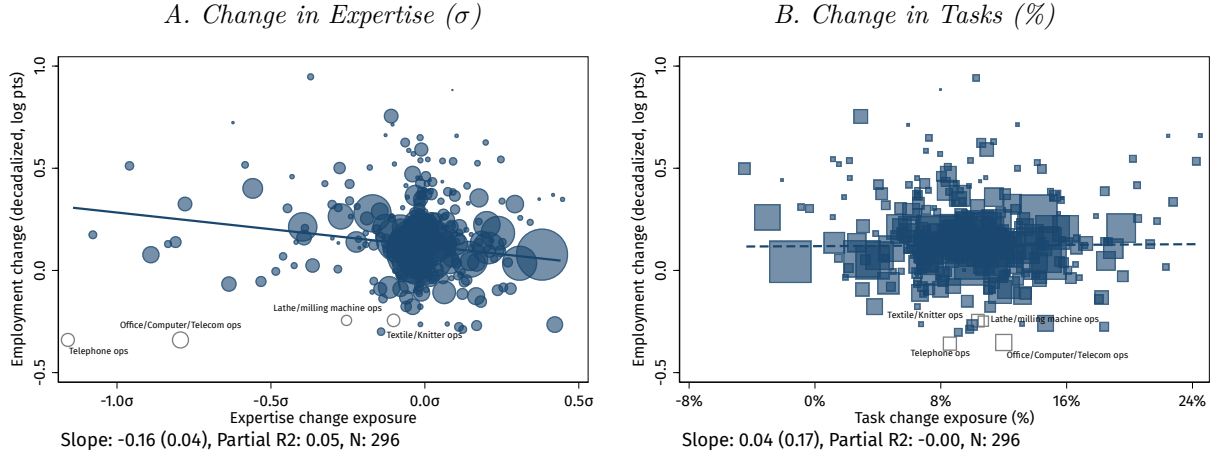 A. Change in Expertise (σ)
Employment change (decadalized, log pts)
1.0
0.5
0.0
-0.5
Lathe/milling machine ops
Office/Computer/Telecom ops
Textile/Knitter ops
Telephone ops
-1.0σ
-0.5σ
0.0σ
0.5σ
Expertise change exposure
Slope: -0.16 (0.04), Partial R2: 0.05, N: 296
B. Change in Tasks (%)
Employment change (decadalized, log pts)
1.0
0.5
0.0
-0.5
Textile/Knitter ops
Lathe/milling machine ops
Telephone ops
Office/Computer/Telecom ops
-8%
0%
8%
16%
24%
Task change exposure (%)
Slope: 0.04 (0.17), Partial R2: -0.00, N: 296